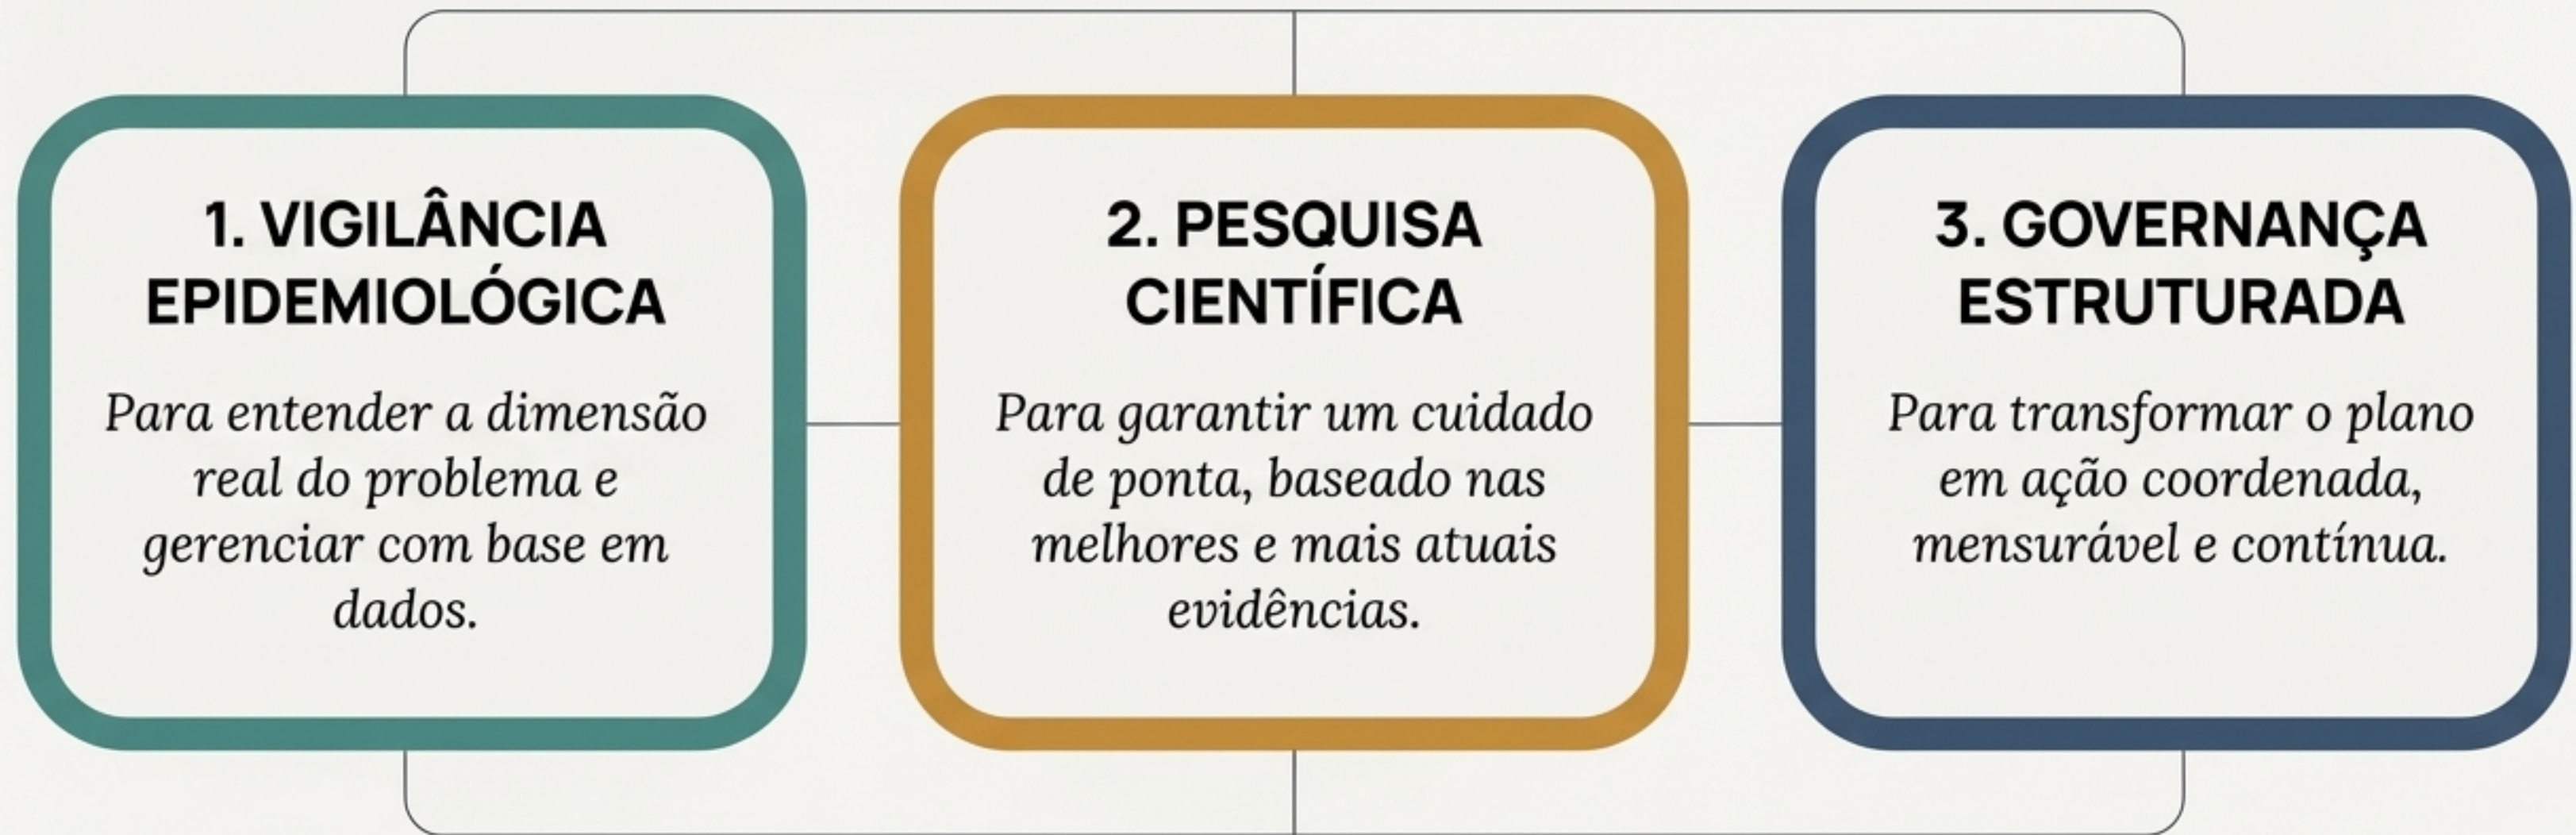 1. VIGILÂNCIA
EPIDEMIOLÓGICA
Para entender a dimensão
real do problema e
gerenciar com base em
dados.
2. PESQUISA
CIENTÍFICA
Para garantir um cuidado
de ponta, baseado nas
melhores e mais atuais
evidências.
3. GOVERNANÇA
ESTRUTURADA
Para transformar o plano
em ação coordenada,
mensurável e contínua.